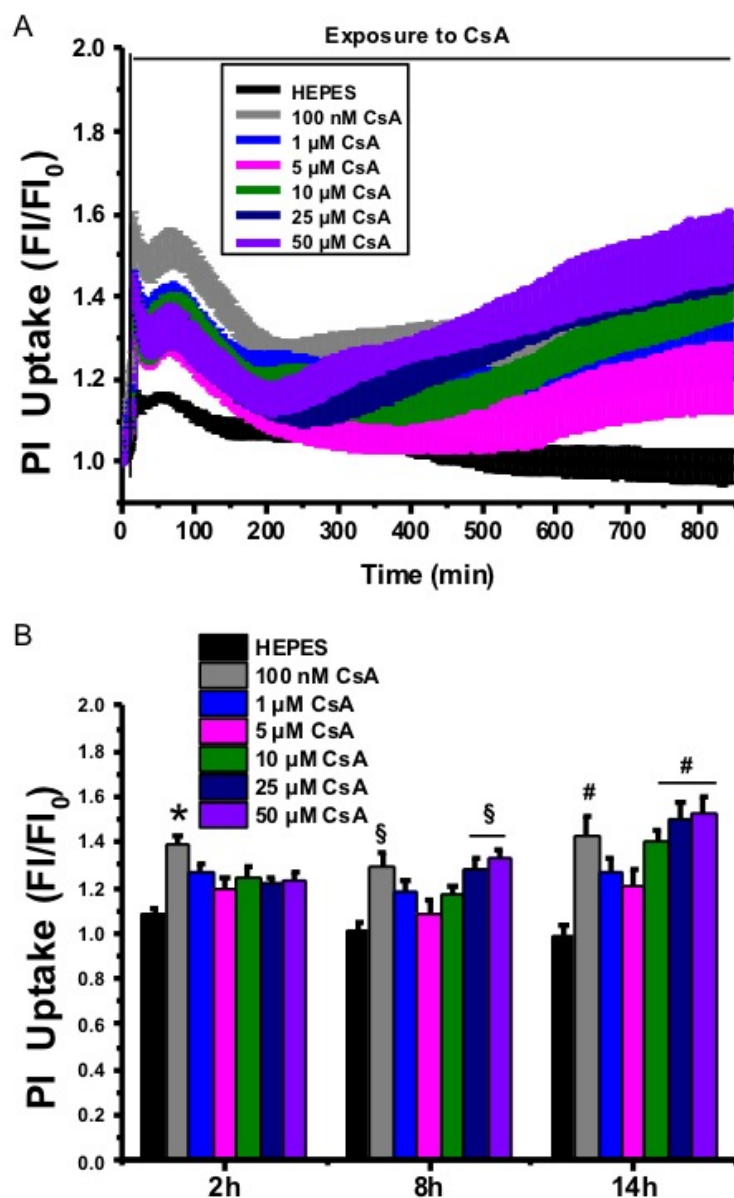 A
Exposure to CsA
HEPES
100 nM CsA
1 µM CsA
5 µM CsA
10 µM CsA
25 µM CsA
50 µM CsA
PI Uptake (FI/FI₀)
2.0
1.8
1.6
1.4
1.2
1.0
0 100 200 300 400 500 600 700 800
Time (min)
B
HEPES
100 nM CsA
1 µM CsA
5 µM CsA
10 µM CsA
25 µM CsA
50 µM CsA
PI Uptake (FI/FI₀)
2.0
1.8
1.6
1.4
1.2
1.0
0.8
0.6
0.4
0.2
0.0
* § § # #
2h 8h 14h